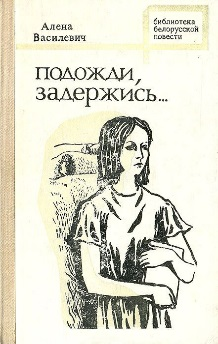 Алена
Василевич
библиотека
белорусской
повести
ПОДОЖДИ,
ЗАДЕРЖИСЬ...